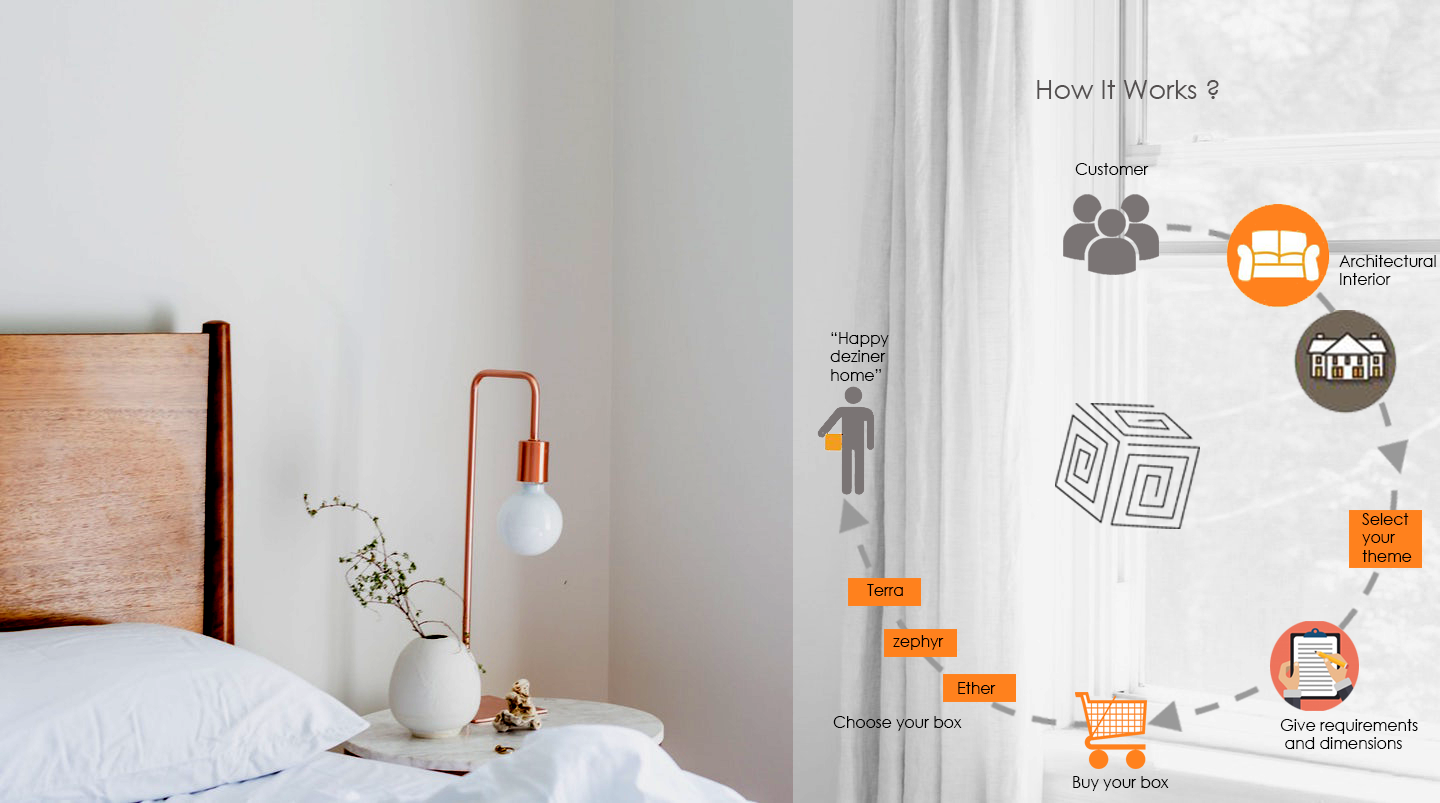 How It Works ?
Customer
Architectural
Interior
"Happy
deziner
home"
Select
your
theme
Terra
zephyr
Ether
Choose your box
Give requirements
and dimensions
Buy your box